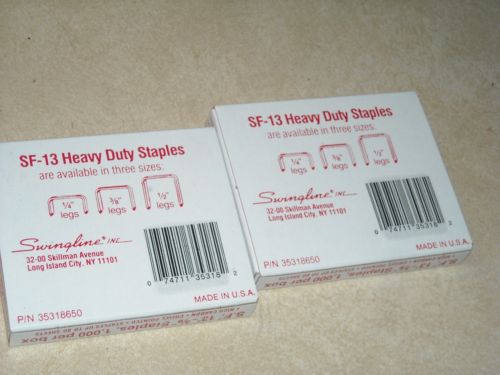 SF-13 Heavy Duty Staples
are available in three sizes:
1/4"
legs
3/8"
legs
1/2"
legs
Swingline® INC.
32-00 Skillman Avenue
Long Island City, NY 11101
0 74711 35318 2
MADE IN U.S.A.
P/N 35318650
S.F. 13
Staples, 1,000 per box
SF-13 Heavy Duty Staples
are available in three sizes:
1/4"
legs
3/8"
legs
1/2"
legs
Swingline® INC.
32-00 Skillman Avenue
Long Island City, NY 11101
0 74711 35318 2
MADE IN U.S.A.
P/N 35318650